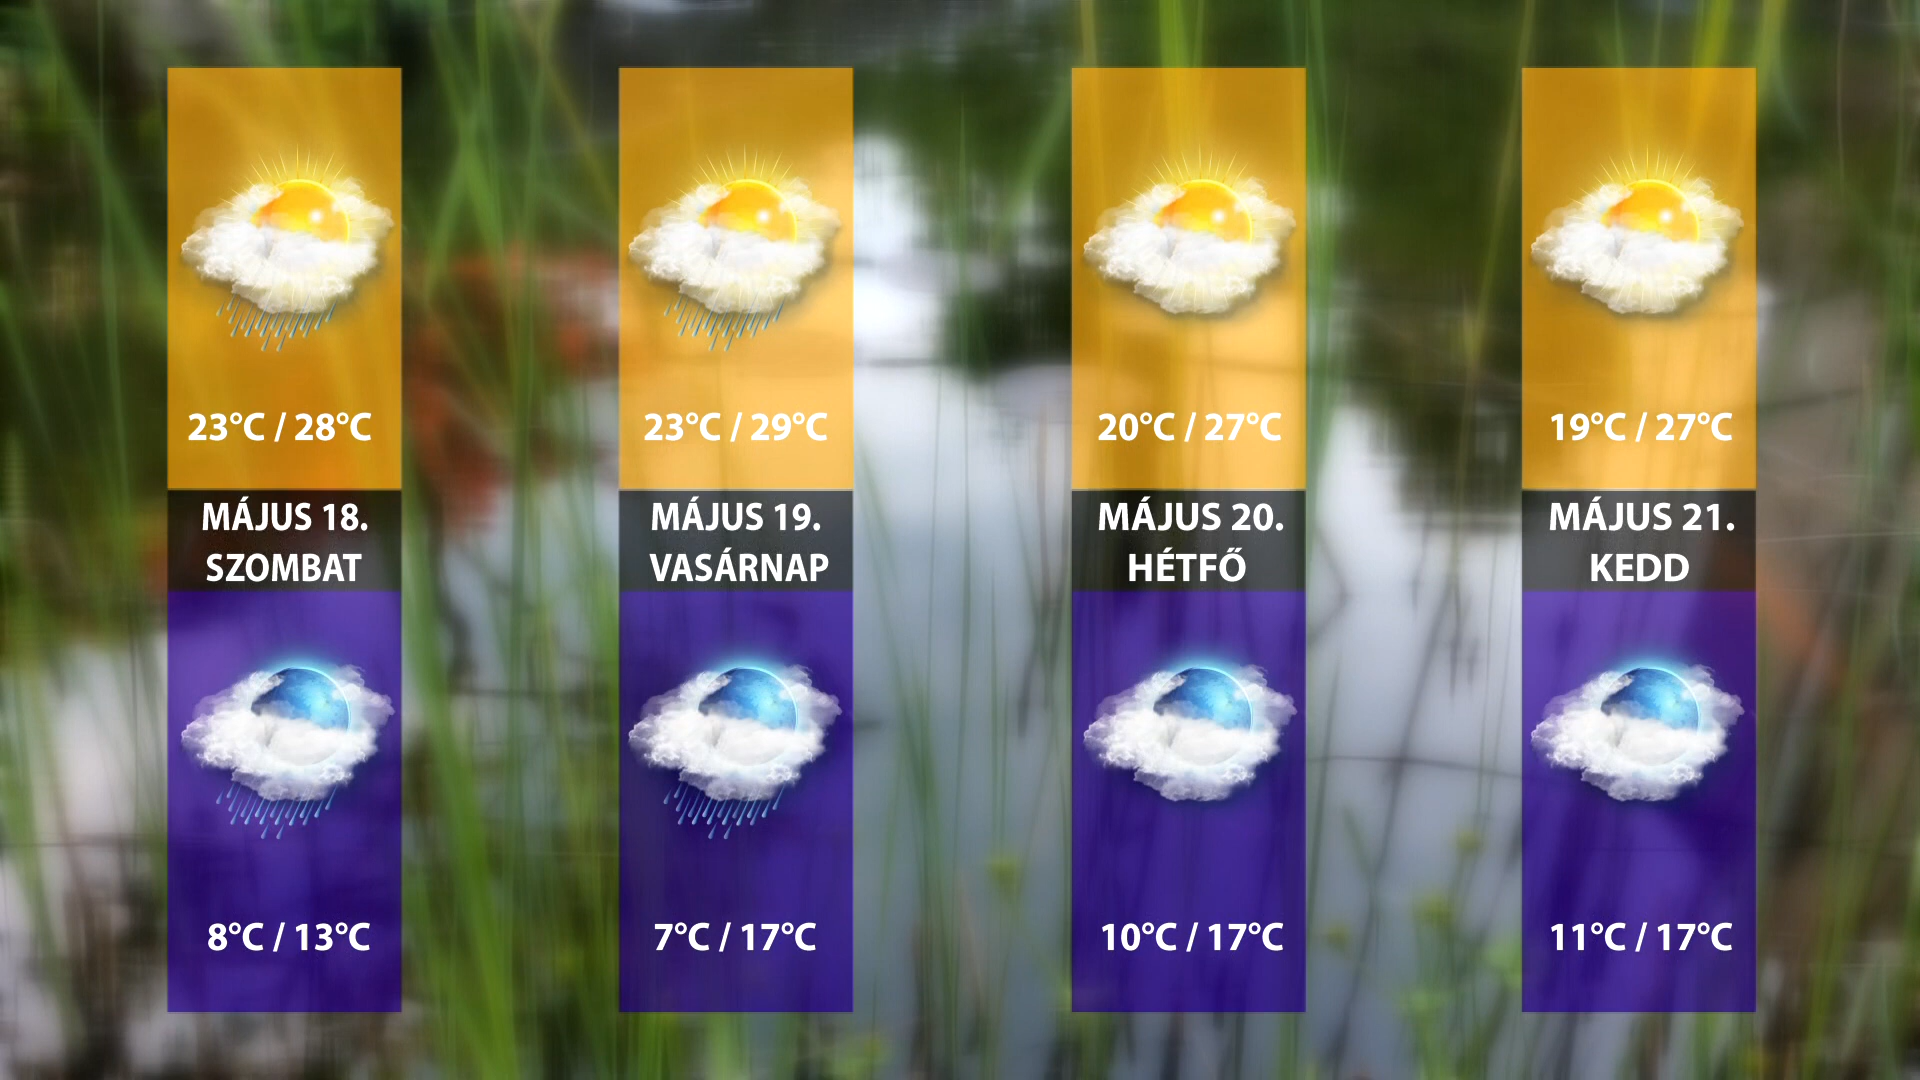 23°C / 28°C
MÁJUS 18.
SZOMBAT
8°C / 13°C
23°C / 29°C
MÁJUS 19.
VASÁRNAP
7°C / 17°C
20°C / 27°C
MÁJUS 20.
HÉTFŐ
10°C / 17°C
19°C / 27°C
MÁJUS 21.
KEDD
11°C / 17°C